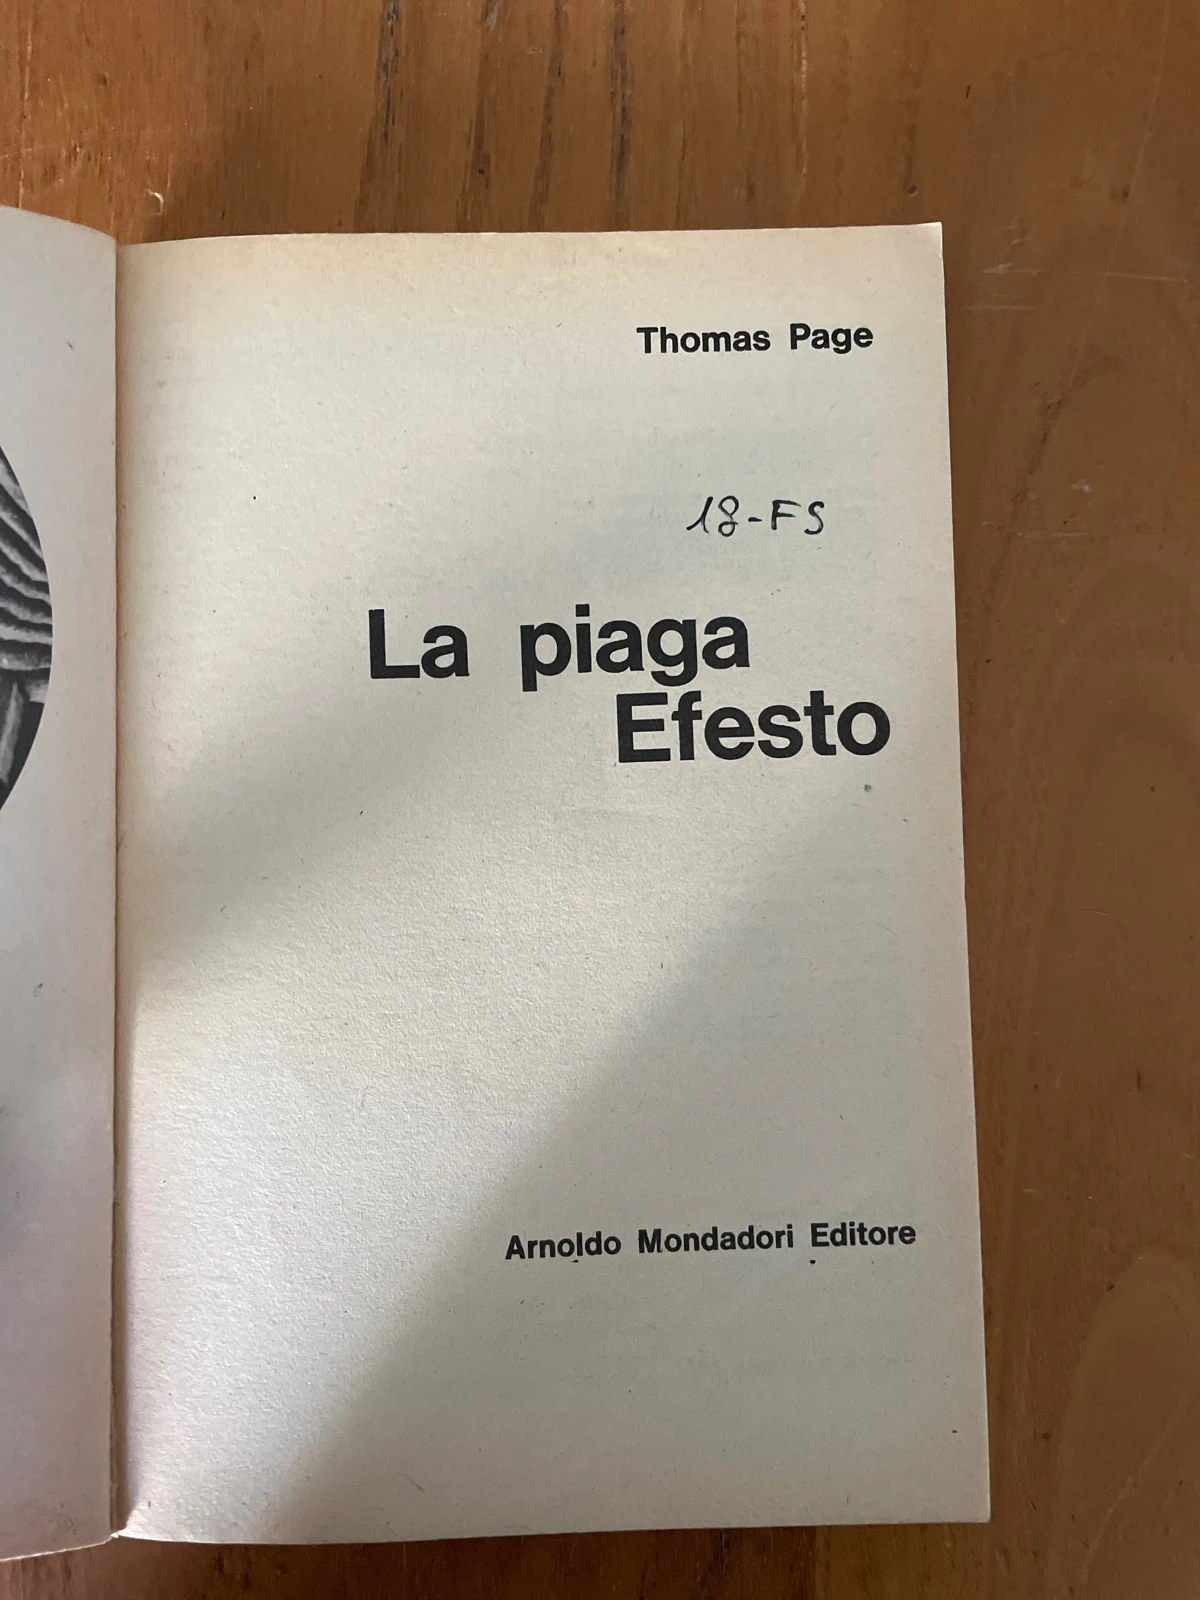 Thomas Page
18-FS
La piaga
Efesto
Arnoldo Mondadori Editore